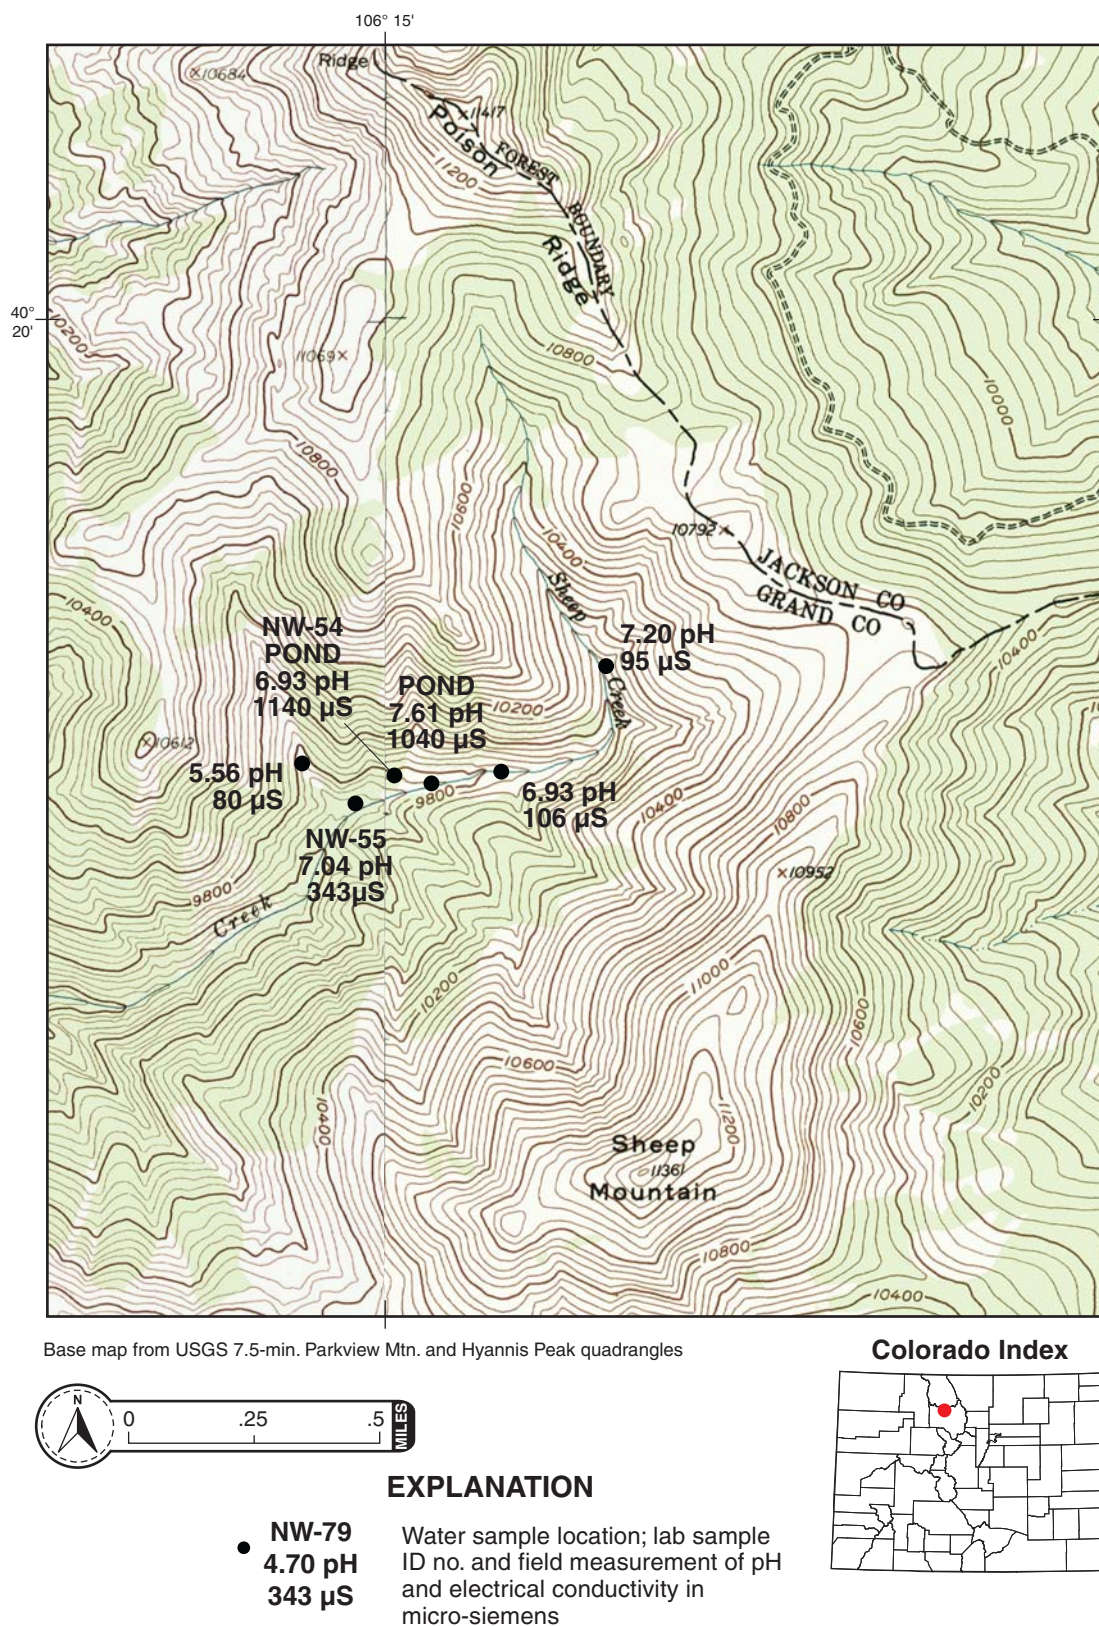 106° 15'
Ridge
×10684
×11417
Poison
FOREST
11200
BOUNDARY
Ridge
40°
20'
10200
11069×
10800
10800
10000
10600
10792×
10400
JACKSON CO
GRAND CO
Sheep
10400
10400
NW-54
POND
6.93 pH
1140 µS
7.20 pH
95 µS
POND
7.61 pH
1040 µS
Creek
10200
×10612
5.56 pH
80 µS
9800
6.93 pH
106 µS
10400
10800
NW-55
7.04 pH
343µS
×10952
9800
Creek
10200
11000
10600
10600
10200
10400
11200
Sheep
11361
Mountain
10800
10400
Base map from USGS 7.5-min. Parkview Mtn. and Hyannis Peak quadrangles
Colorado Index
N
0 .25 .5
MILES
EXPLANATION
NW-79
4.70 pH
343 µS
Water sample location; lab sample
ID no. and field measurement of pH
and electrical conductivity in
micro-siemens